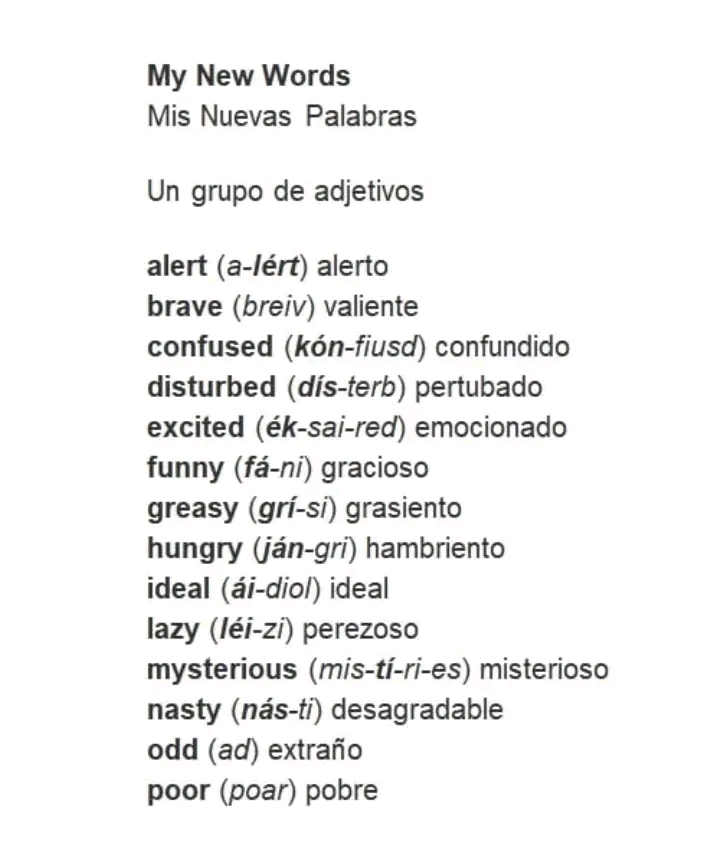 My New Words
Mis Nuevas Palabras
Un grupo de adjetivos
alert (a-lért) alerto
brave (breiv) valiente
confused (kón-fiusd) confundido
disturbed (dís-terb) pertubado
excited (ék-sai-red) emocionado
funny (fá-ni) gracioso
greasy (grí-si) grasiento
hungry (ján-gri) hambriento
ideal (ái-diol) ideal
lazy (léi-zi) perezoso
mysterious (mis-tí-ri-es) misterioso
nasty (nás-ti) desagradable
odd (ad) extraño
poor (poar) pobre